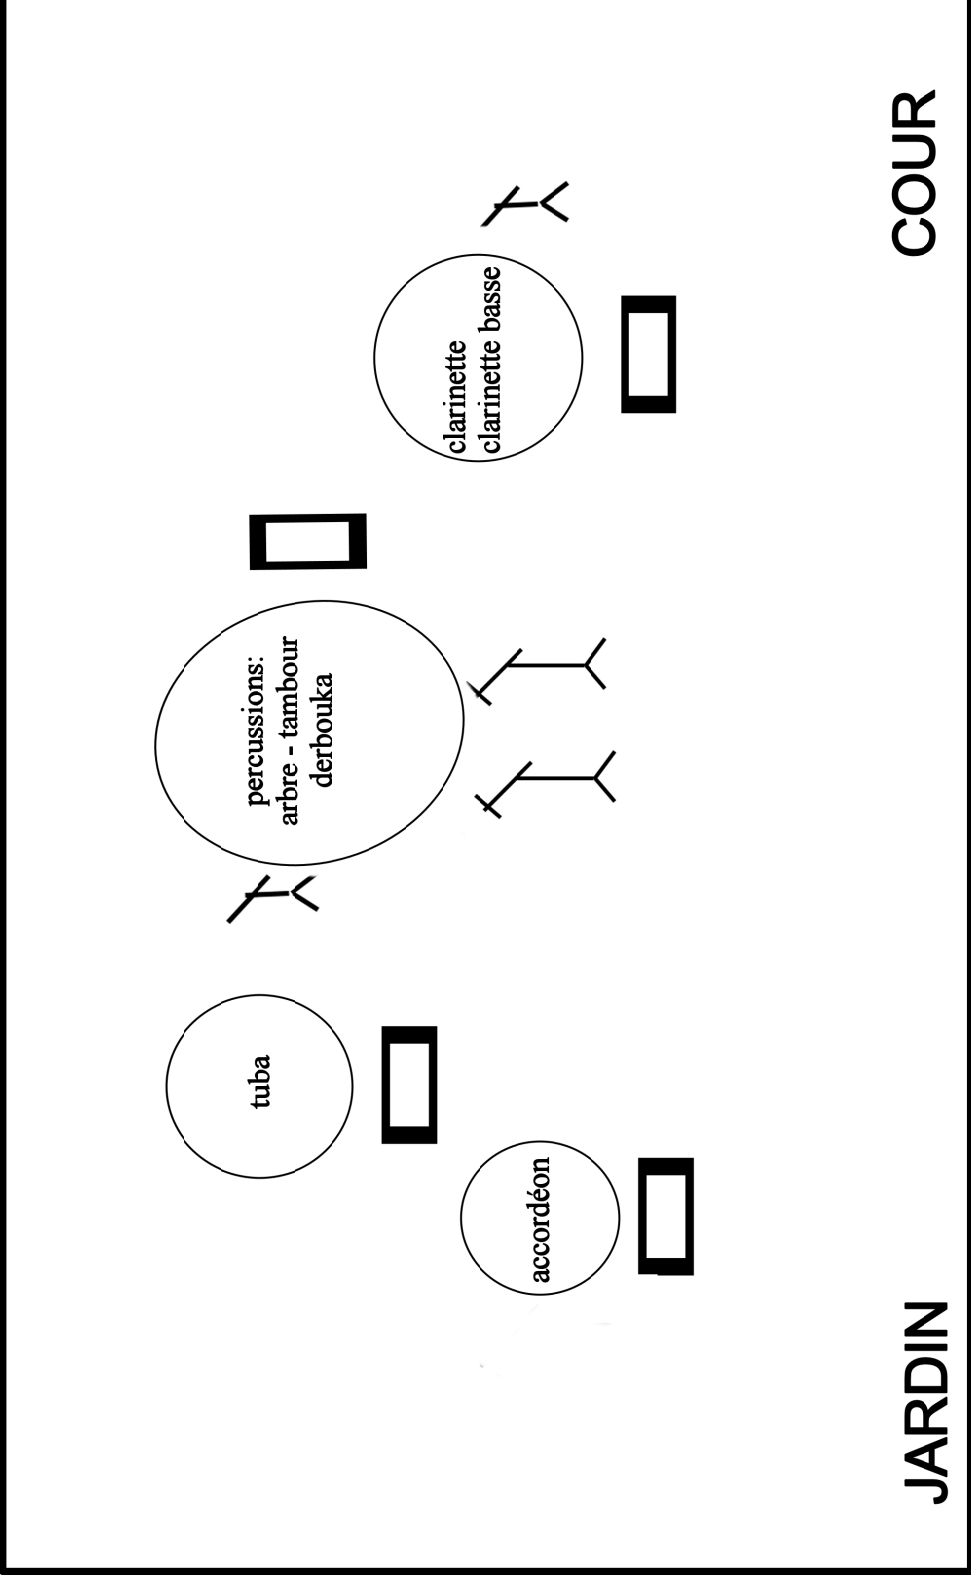 percussions:
arbre - tambour
derbouka
tuba
clarinette
clarinette basse
accordéon
JARDIN
COUR